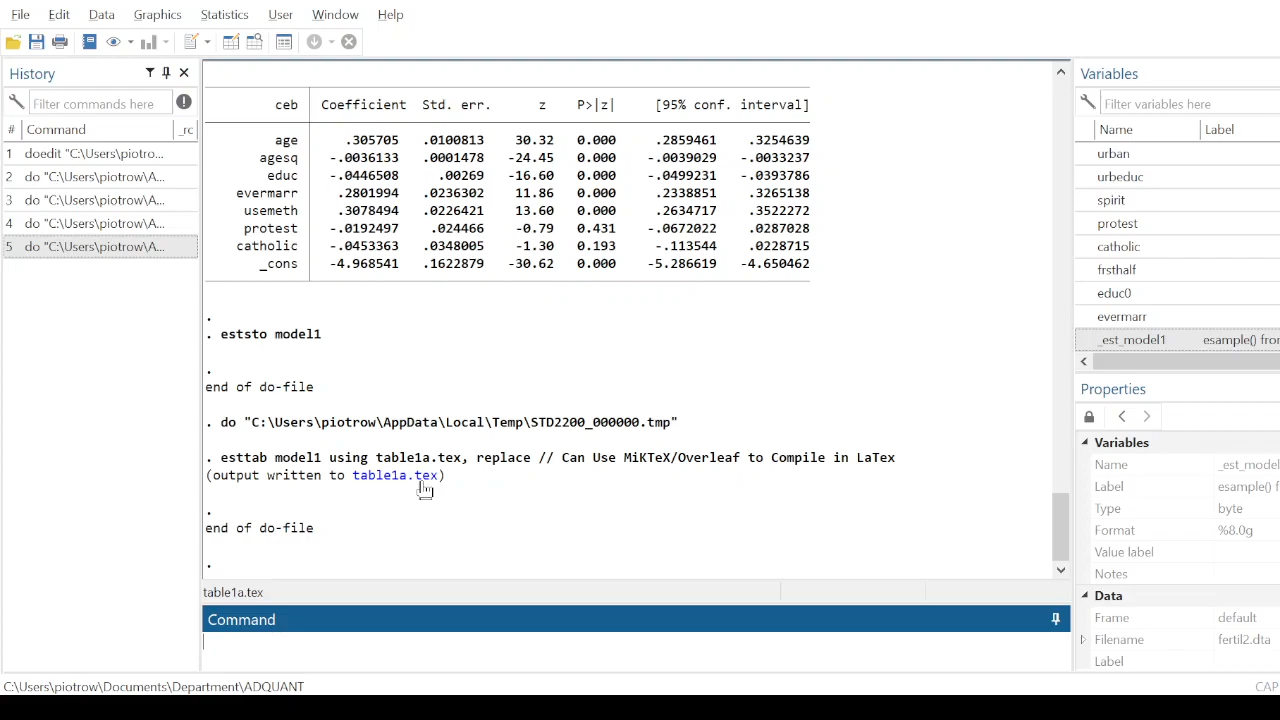 File Edit Data Graphics Statistics User Window Help
History
Filter commands here
# Command _rc
1 doedit "C:\Users\piotro...
2 do "C:\Users\piotrow\A...
3 do "C:\Users\piotrow\A...
4 do "C:\Users\piotrow\A...
5 do "C:\Users\piotrow\A...
ceb Coefficient Std. err. z P>|z| [95% conf. interval]
age .305705 .0100813 30.32 0.000 .2859461 .3254639
agesq -.0036133 .0001478 -24.45 0.000 -.0039029 -.0033237
educ -.0446508 .00269 -16.60 0.000 -.0499231 -.0393786
evermarr .2801994 .0236302 11.86 0.000 .2338851 .3265138
usemeth .3078494 .0226421 13.60 0.000 .2634717 .3522272
protest -.0192497 .024466 -0.79 0.431 -.0672022 .0287028
catholic -.0453363 .0348005 -1.30 0.193 -.113544 .0228715
_cons -4.968541 .1622879 -30.62 0.000 -5.286619 -4.650462
.
. eststo model1
.
end of do-file
. do "C:\Users\piotrow\AppData\Local\Temp\STD2200_000000.tmp"
. esttab model1 using table1a.tex, replace // Can Use MiKTeX/Overleaf to Compile in LaTex
(output written to table1a.tex)
.
end of do-file
.
table1a.tex
Command
Variables
Filter variables here
Name Label
urban
urbeduc
spirit
protest
catholic
frsthalf
educ0
evermarr
_est_model1 esample() fror
Properties
Variables
Name _est_model
Label esample() f
Type byte
Format %8.0g
Value label
Notes
Data
Frame default
Filename fertil2.dta
Label
C:\Users\piotrow\Documents\Department\ADQUANT
CAP